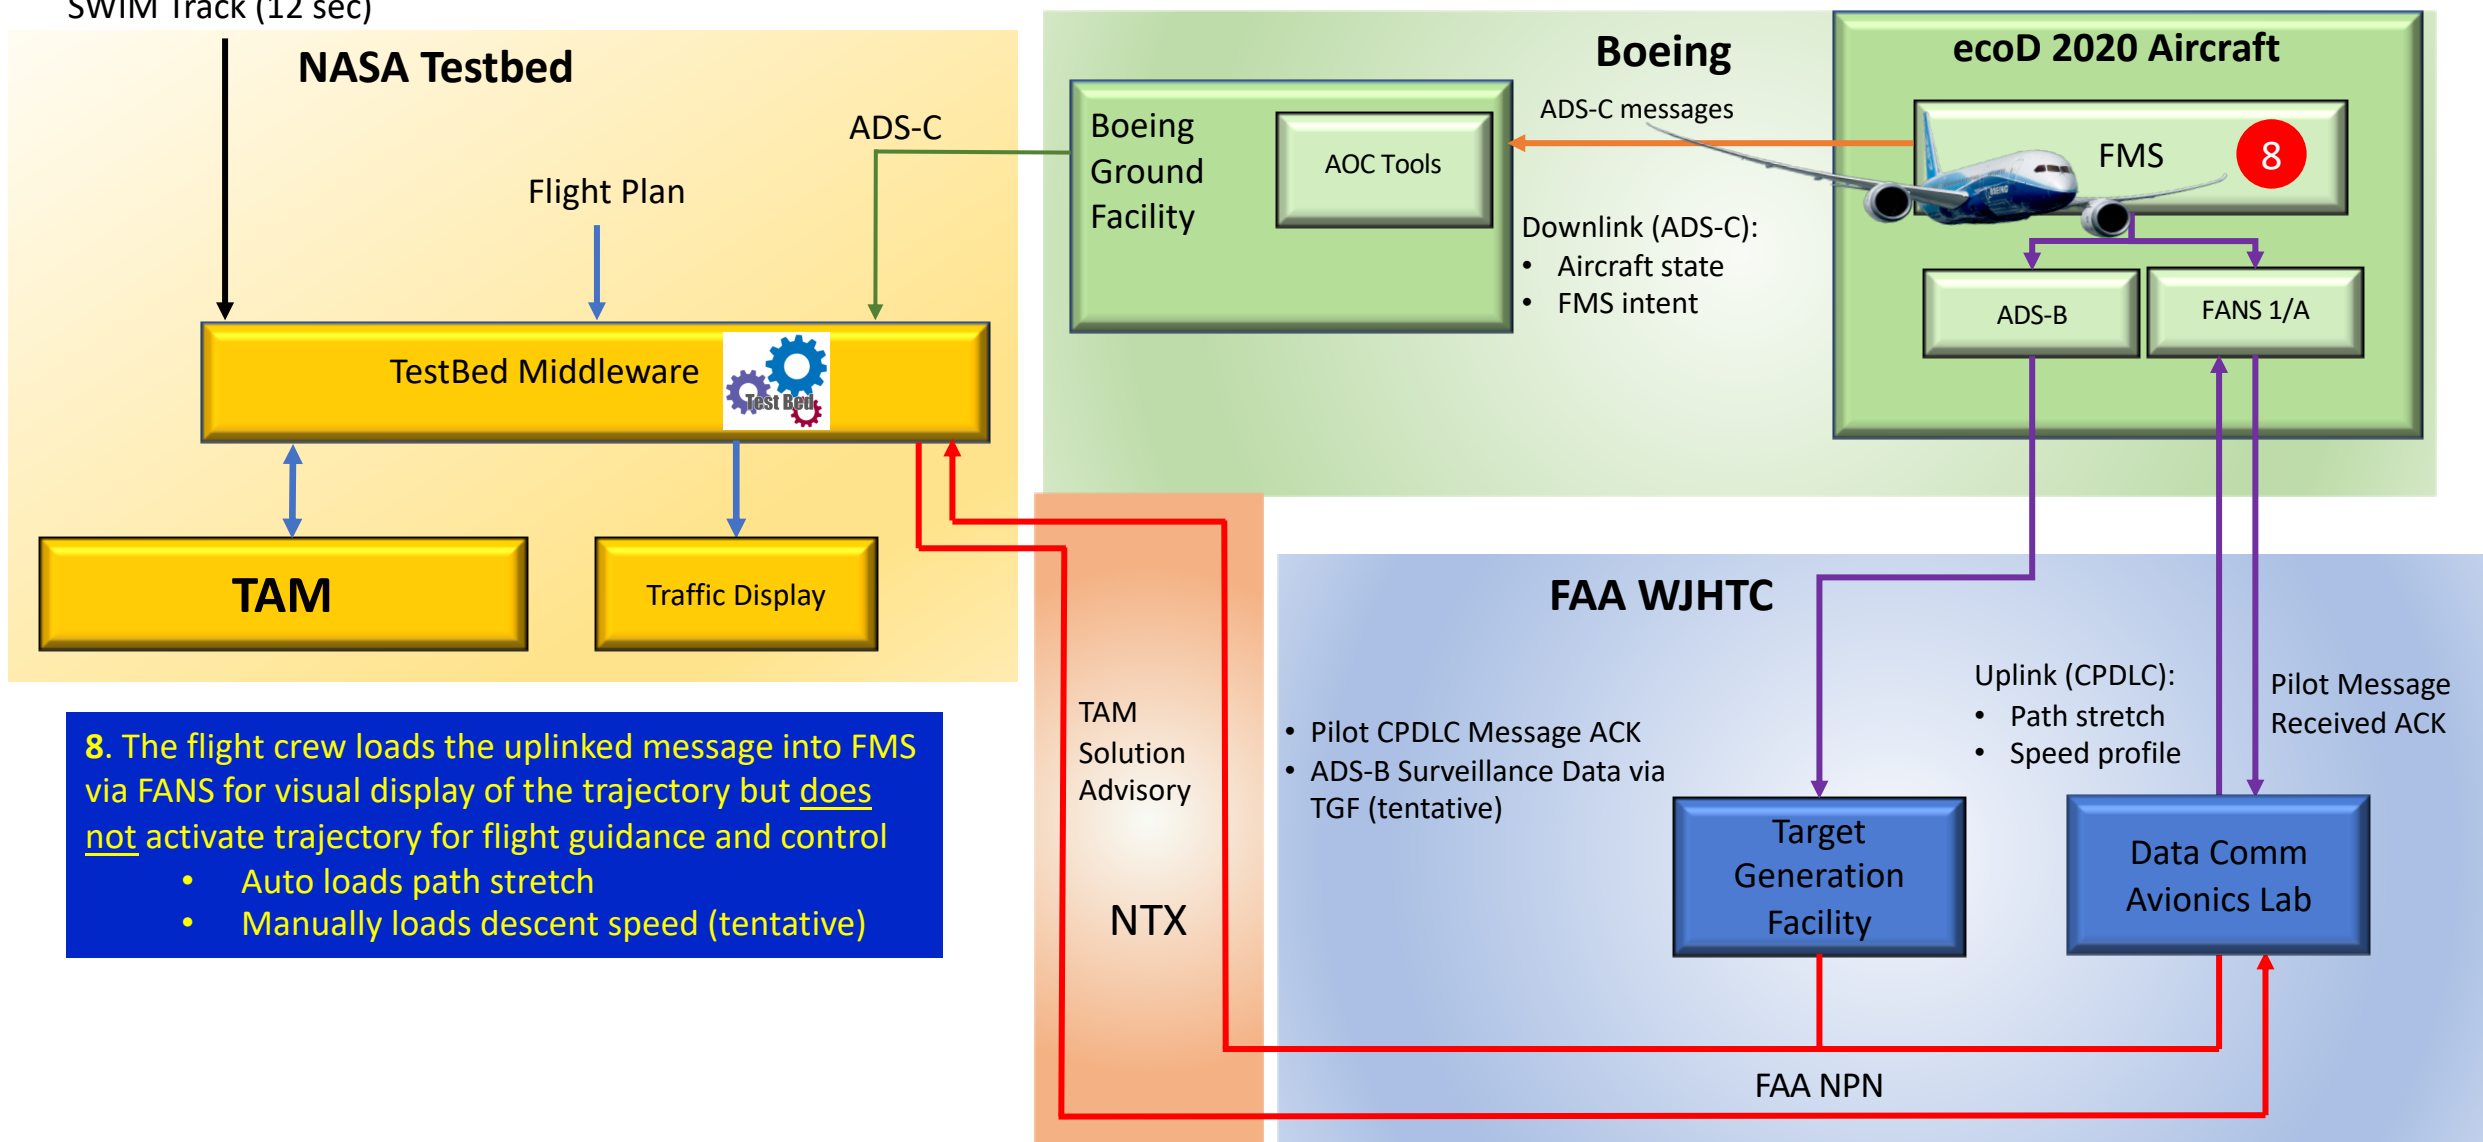 SWIM Track (12 sec)
NASA Testbed
ADS-C
Flight Plan
TestBed Middleware
Test Bed
TAM
Traffic Display
Boeing
Boeing
Ground
Facility
AOC Tools
ADS-C messages
Downlink (ADS-C):
• Aircraft state
• FMS intent
ecoD 2020 Aircraft
FMS
8
BOEING
ADS-B
FANS 1/A
8. The flight crew loads the uplinked message into FMS
via FANS for visual display of the trajectory but does
not activate trajectory for flight guidance and control
• Auto loads path stretch
• Manually loads descent speed (tentative)
TAM
Solution
Advisory
NTX
FAA WJHTC
• Pilot CPDLC Message ACK
• ADS-B Surveillance Data via
TGF (tentative)
Uplink (CPDLC):
• Path stretch
• Speed profile
Pilot Message
Received ACK
Target
Generation
Facility
Data Comm
Avionics Lab
FAA NPN